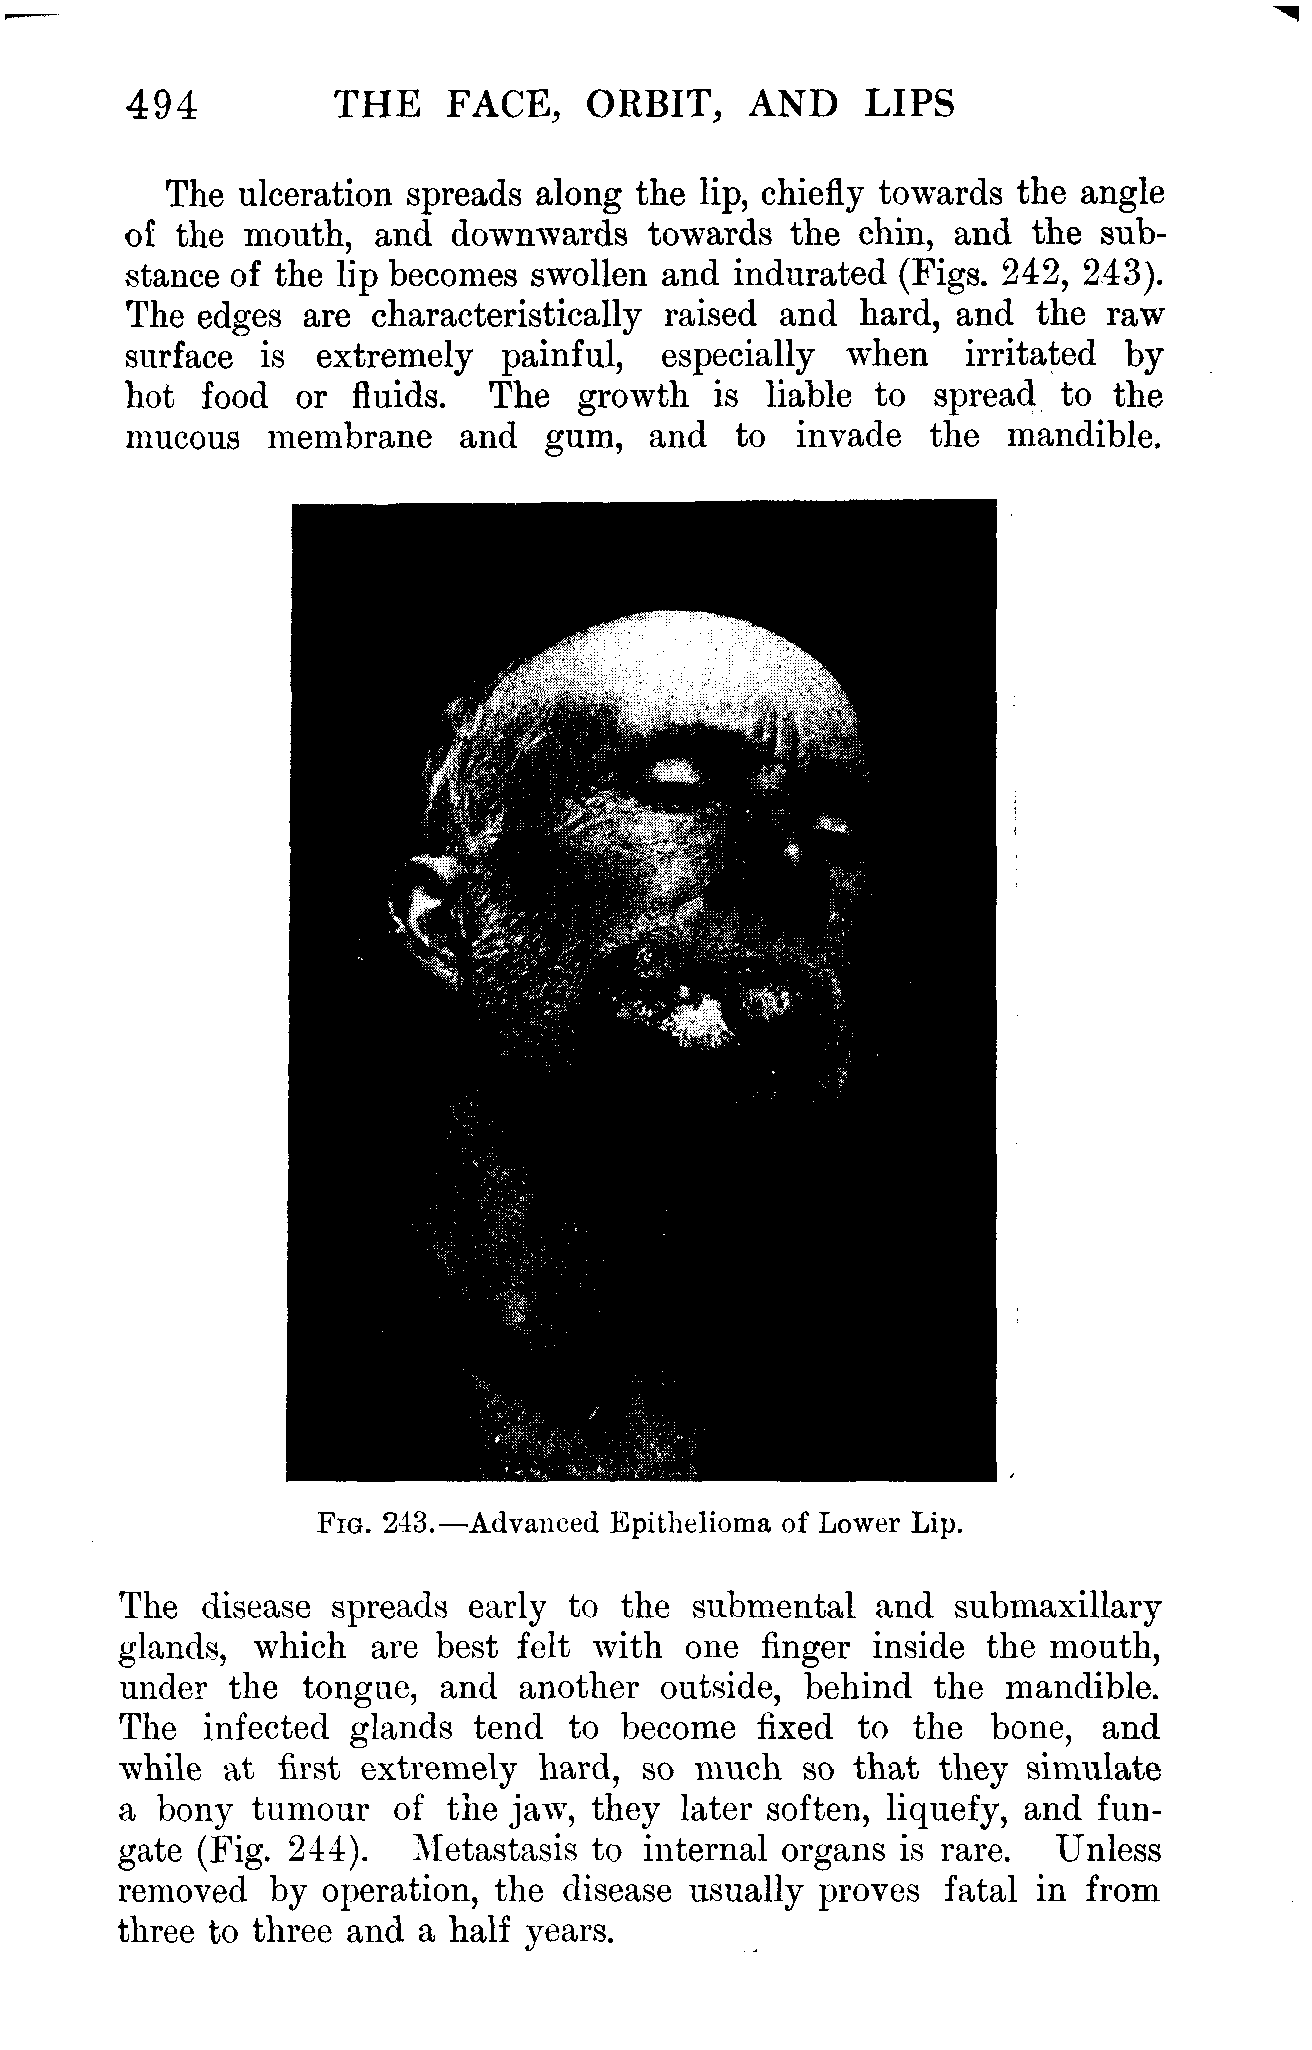 494 THE FACE, ORBIT, AND LIPS
The ulceration spreads along the lip, chiefly towards the angle
of the mouth, and downwards towards the chin, and the sub-
stance of the lip becomes swollen and indurated (Figs. 242, 243).
The edges are characteristically raised and hard, and the raw
surface is extremely painful, especially when irritated by
hot food or fluids. The growth is liable to spread to the
mucous membrane and gum, and to invade the mandible.
FIG. 243.—Advanced Epithelioma of Lower Lip.
The disease spreads early to the submental and submaxillary
glands, which are best felt with one finger inside the mouth,
under the tongue, and another outside, behind the mandible.
The infected glands tend to become fixed to the bone, and
while at first extremely hard, so much so that they simulate
a bony tumour of the jaw, they later soften, liquefy, and fun-
gate (Fig. 244). Metastasis to internal organs is rare. Unless
removed by operation, the disease usually proves fatal in from
three to three and a half years.